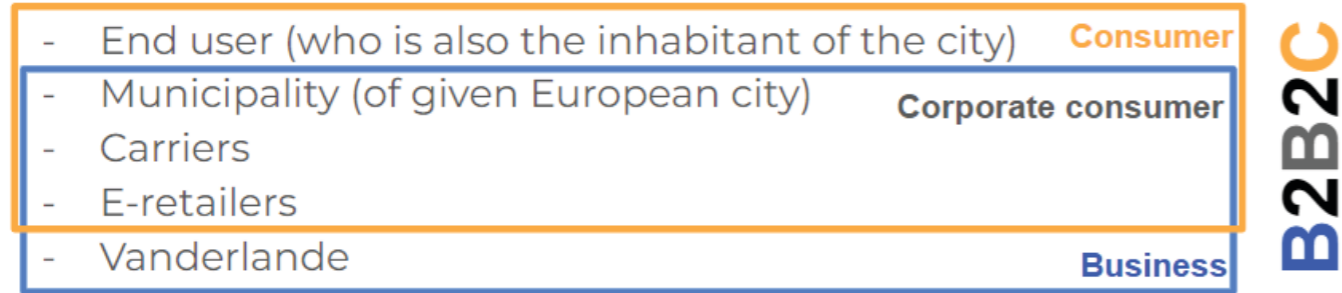 - End user (who is also the inhabitant of the city) Consumer
- Municipality (of given European city) Corporate consumer
- Carriers
- E-retailers
- Vanderlande Business
B2B2C